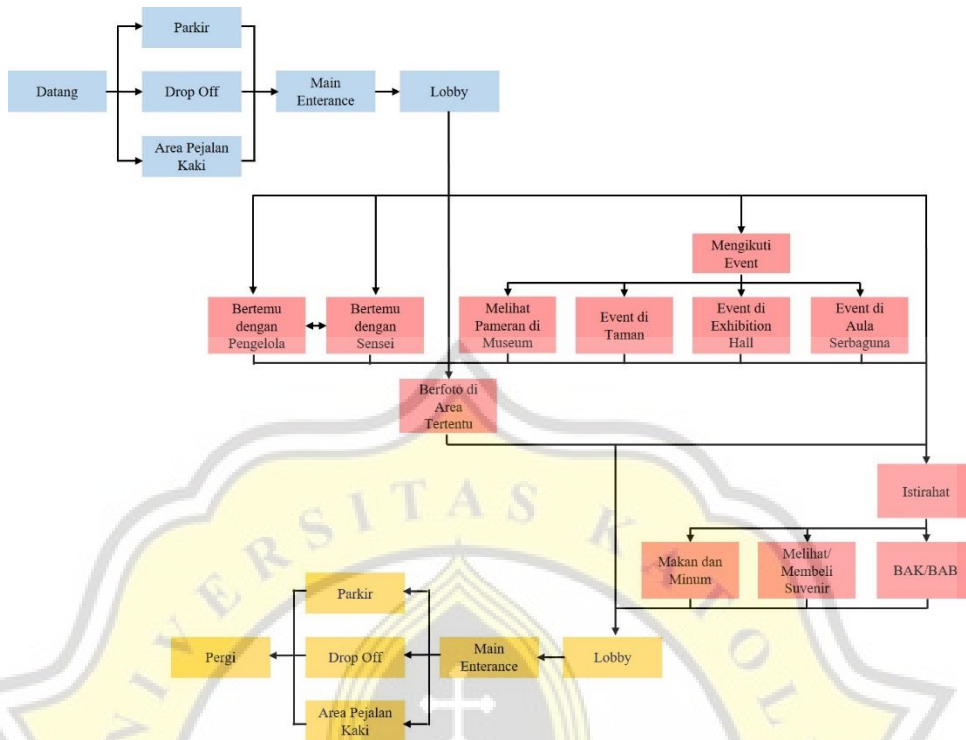 Parkir
Datang
Drop Off
Main
Enterance
Lobby
Area Pejalan
Kaki
Mengikuti
Event
Bertemu
dengan
Pengelola
Bertemu
dengan
Sensei
Melihat
Pameran di
Museum
Event di
Taman
Event di
Exhibition
Hall
Event di
Aula
Serbaguna
Berfoto di
Area
Tertentu
Istirahat
Makan dan
Minum
Melihat/
Membeli
Suvenir
BAK/BAB
Parkir
Pergi
Drop Off
Main
Enterance
Lobby
Area Pejalan
Kaki
UNIVERSITAS KATOL